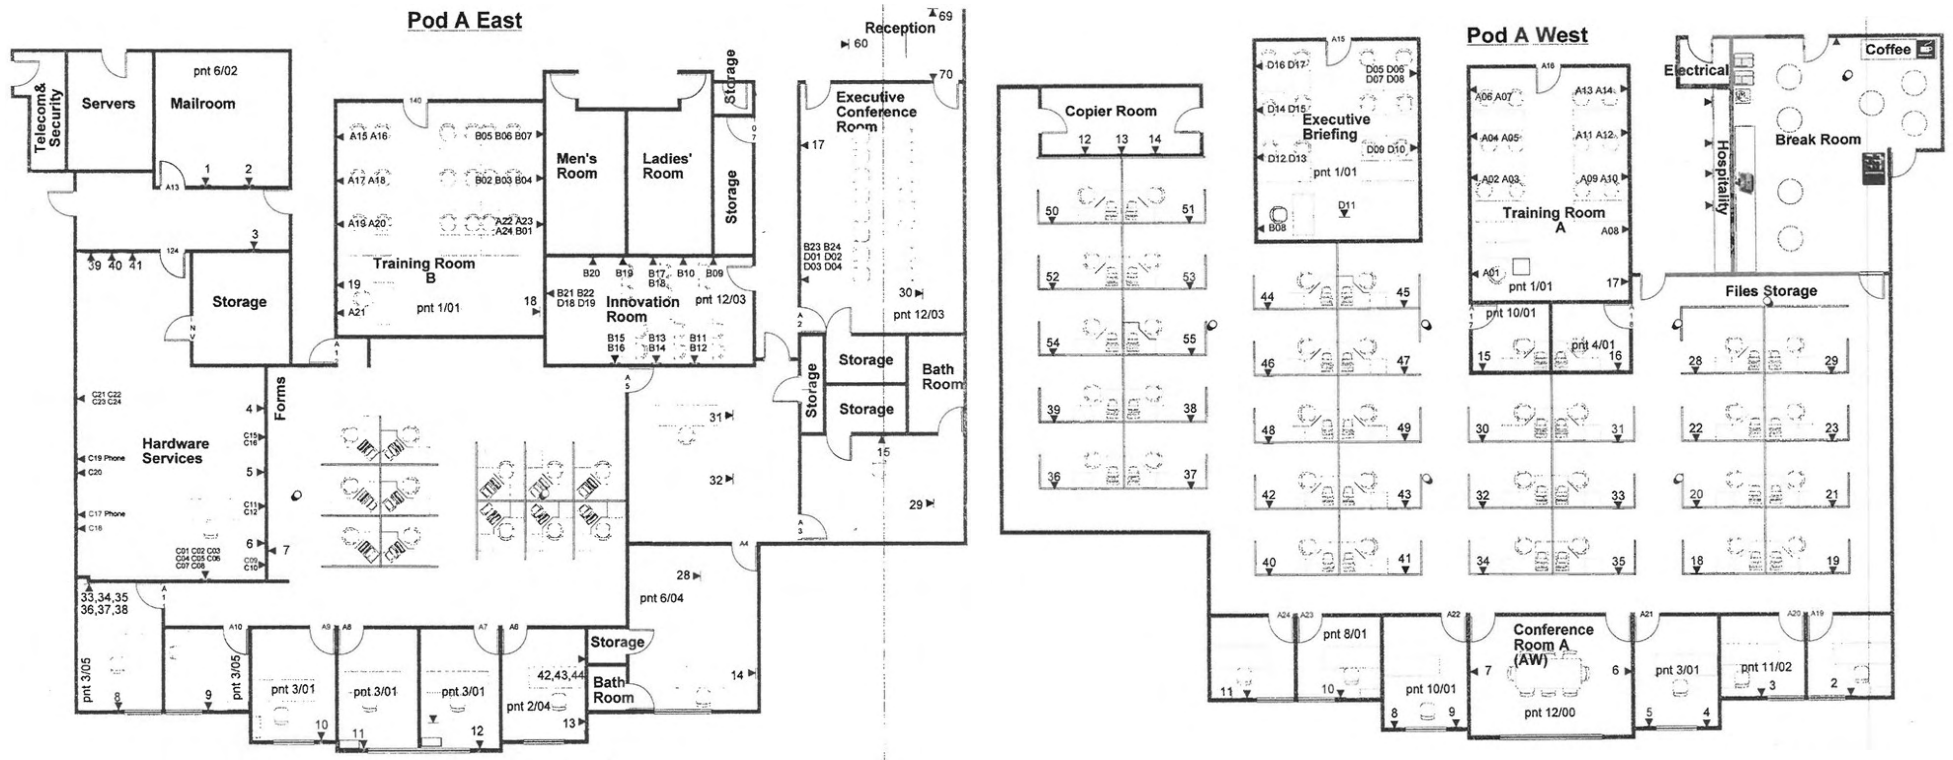 Pod A East
Reception
69
60
70
Telecom&
Security
Servers
pnt 6/02
Mailroom
1
2
A13
3
124
39
40
41
Storage
140
A15 A16
B05 B06 B07
A17 A18
B02 B03 B04
A19 A20
A22 A23
A24 B01
Training Room
B
19
A21
pnt 1/01
18
Men's
Room
Ladies'
Room
Storage
Storage
B20
B19
B17
B18
B10
B09
B21 B22
D18 D19
Innovation
Room
pnt 12/03
B15
B16
B13
B14
B11
B12
Executive
Conference
Room
17
B23 B24
D01 D02
D03 D04
30
pnt 12/03
A2
Storage
Storage
Storage
Bath
Room
15
29
A3
A5
31
32
A4
Forms
C21 C22
C23 C24
4
Hardware
Services
C15
C16
C19 Phone
C20
5
C11
C12
C17 Phone
C18
6
7
C01 C02 C03
C04 C05 C06
C07 C08
C09
C10
33,34,35
36,37,38
A10
A9
A8
A7
A6
pnt 3/05
8
9
pnt 3/05
pnt 3/01
10
pnt 3/01
11
pnt 3/01
12
42,43,44
pnt 2/04
13
Storage
Bath
Room
28
pnt 6/04
14
Pod A West
Copier Room
12
13
14
50
51
52
53
54
55
39
38
36
37
A15
D16 D17
D05 D06
D07 D08
D14 D15
Executive
Briefing
D12 D13
D09 D10
pnt 1/01
D11
B08
44
45
46
47
48
49
42
43
40
41
A16
A06 A07
A13 A14
A04 A05
A11 A12
A02 A03
A09 A10
Training Room
A
A08
A01
pnt 1/01
17
pnt 10/01
pnt 4/01
15
16
30
31
32
33
34
35
Electrical
Hospitality
Coffee
Break Room
Files Storage
28
29
22
23
20
21
18
19
A24
A23
A22
A21
A20
A19
11
pnt 8/01
10
pnt 10/01
8
9
Conference
Room A
(AW)
7
6
pnt 12/00
pnt 3/01
5
4
pnt 11/02
3
2